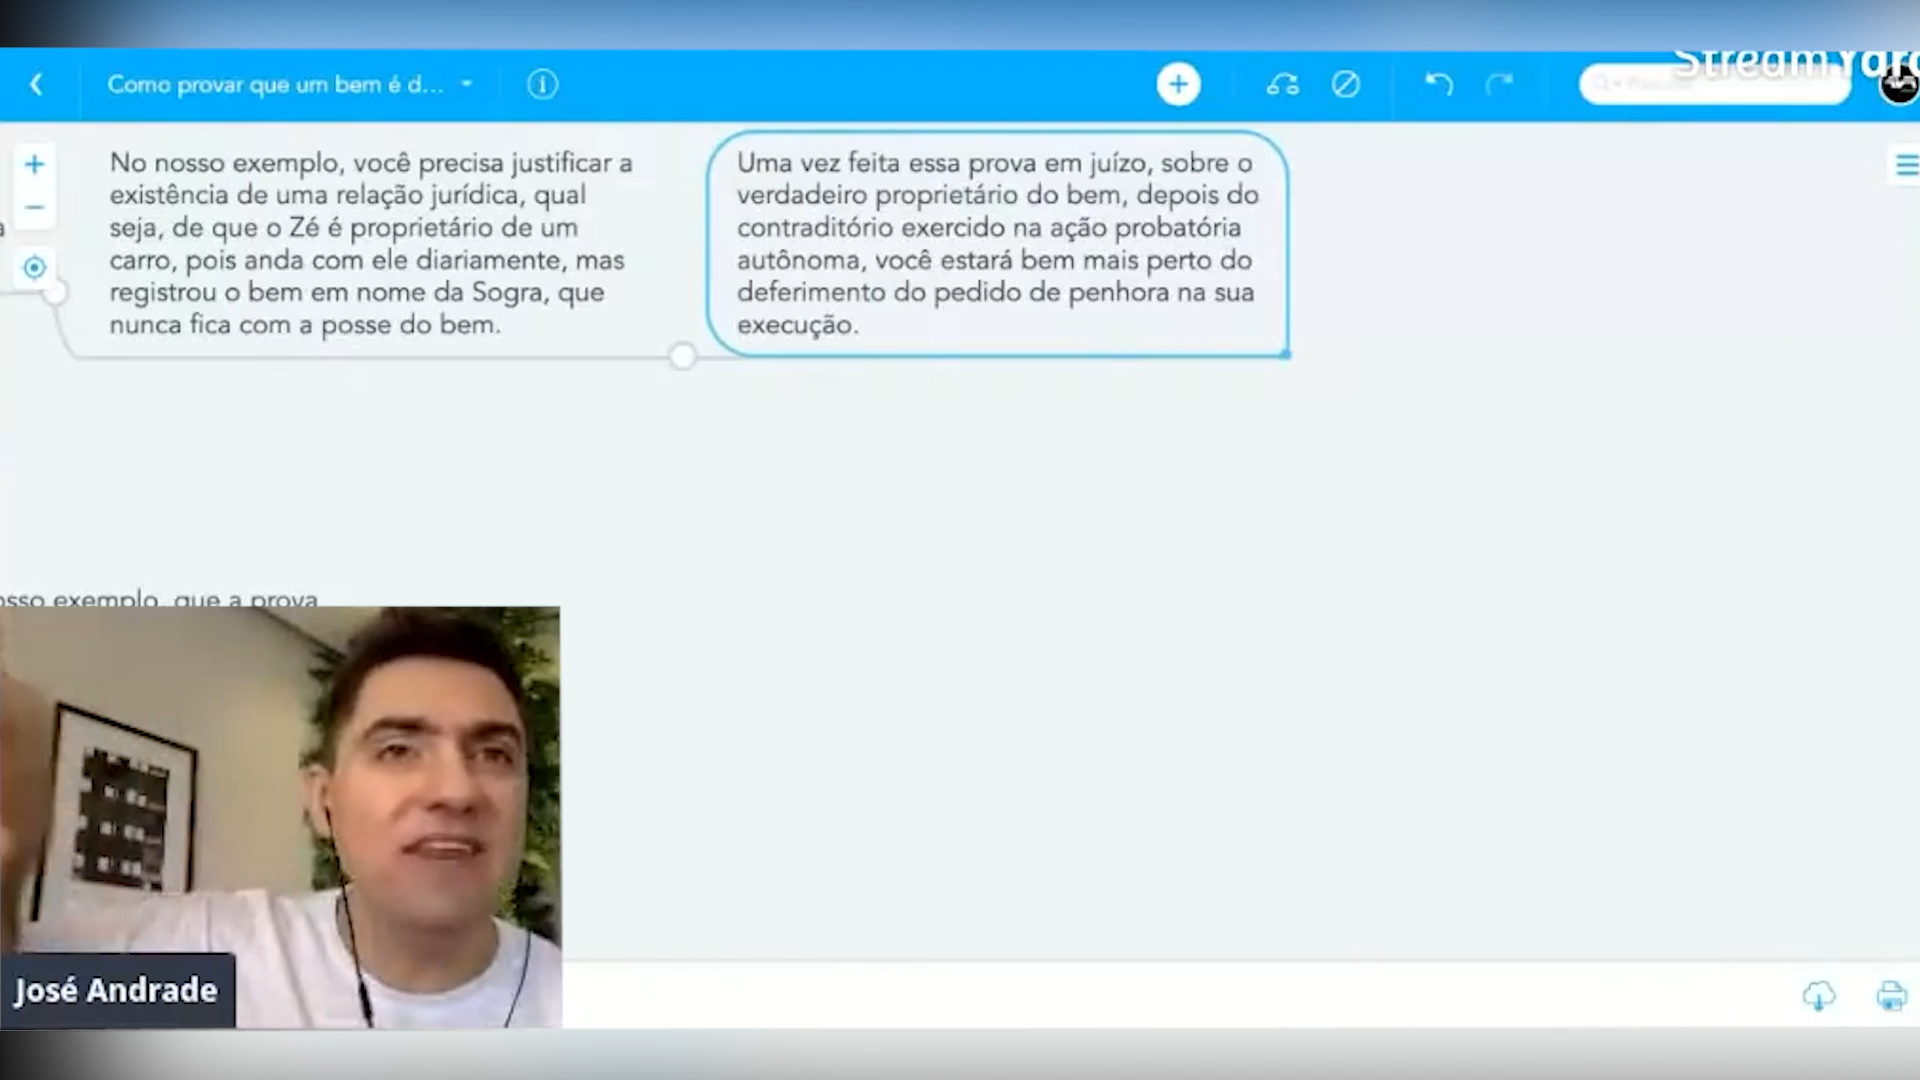 StreamYard
Como provar que um bem é d...
No nosso exemplo, você precisa justificar a
existência de uma relação jurídica, qual
seja, de que o Zé é proprietário de um
carro, pois anda com ele diariamente, mas
registrou o bem em nome da Sogra, que
nunca fica com a posse do bem.
Uma vez feita essa prova em juízo, sobre o
verdadeiro proprietário do bem, depois do
contraditório exercido na ação probatória
autônoma, você estará bem mais perto do
deferimento do pedido de penhora na sua
execução.
osso exemplo, que a prova
José Andrade